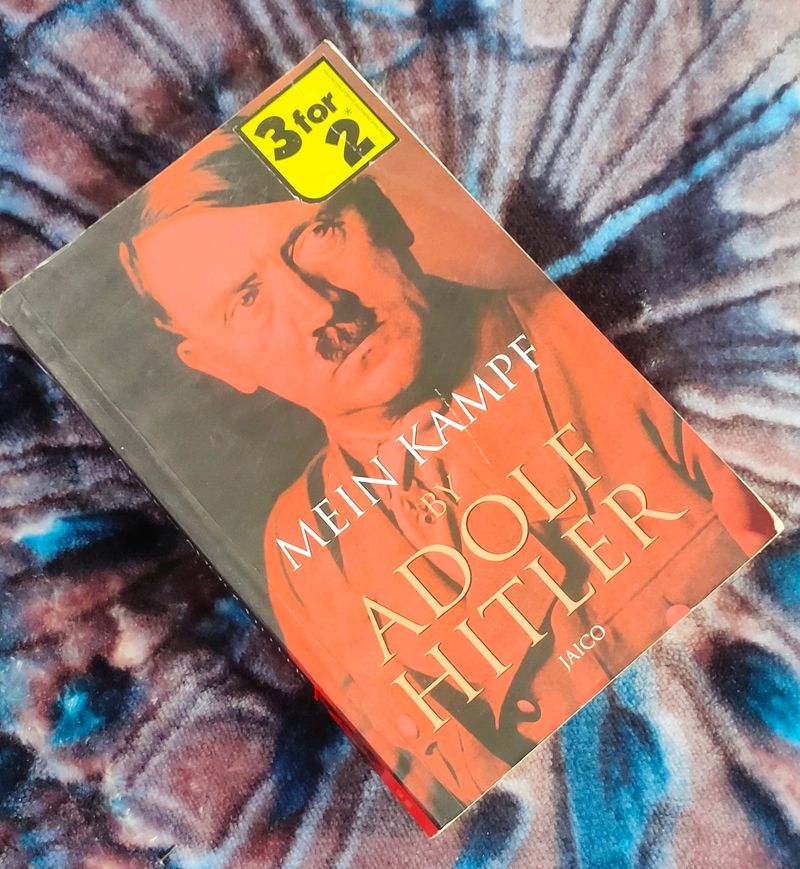 3 for
2*
MEIN KAMPF
BY
ADOLF
HITLER
JAICO